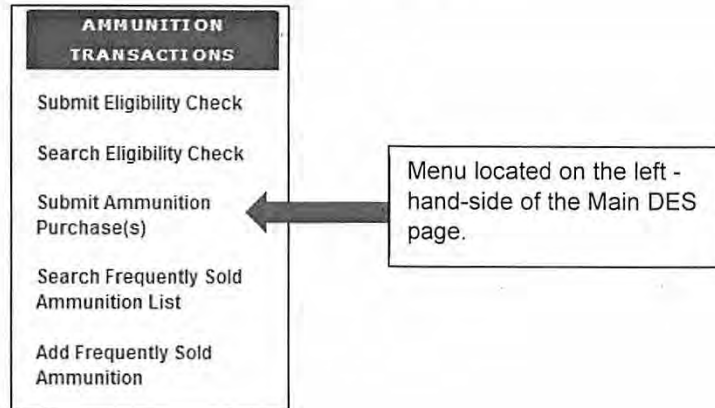 AMMUNITION
TRANSACTIONS
Submit Eligibility Check
Search Eligibility Check
Submit Ammunition
Purchase(s)
Search Frequently Sold
Ammunition List
Add Frequently Sold
Ammunition
Menu located on the left -
hand-side of the Main DES
page.